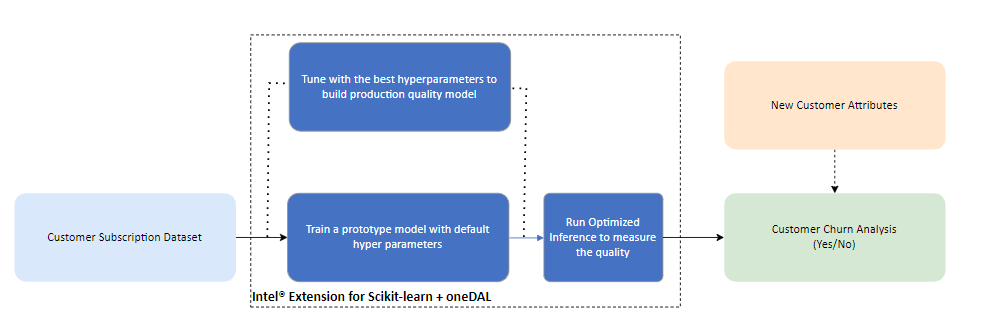 Tune with the best hyperparameters to
build production quality model
New Customer Attributes
Customer Subscription Dataset
Train a prototype model with default
hyper parameters
Run Optimized
Inference to measure
the quality
Customer Churn Analysis
(Yes/No)
Intel® Extension for Scikit-learn + oneDAL